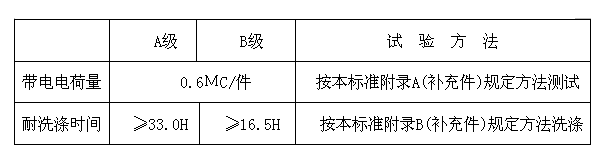 A级 B级 试 验 方 法
带电电荷量 0.6MC/件 按本标准附录A(补充件)规定方法测试
耐洗涤时间 ⩾33.0H ⩾16.5H 按本标准附录B(补充件)规定方法洗涤